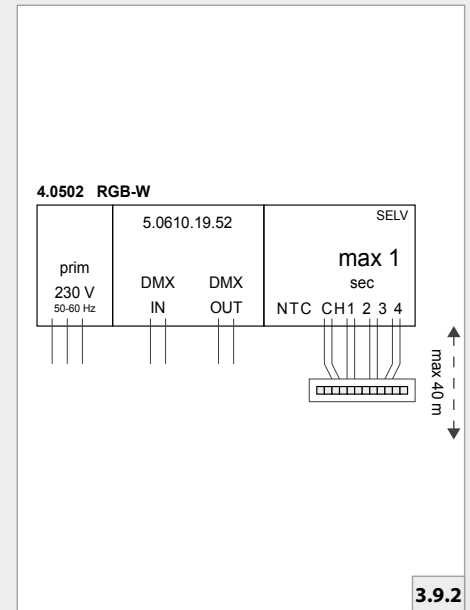 4.0502 RGB-W
prim
230 V
50-60 Hz
5.0610.19.52
DMX DMX
IN OUT
SELV
max 1
sec
NTC CH1 2 3 4
max 40 m
3.9.2